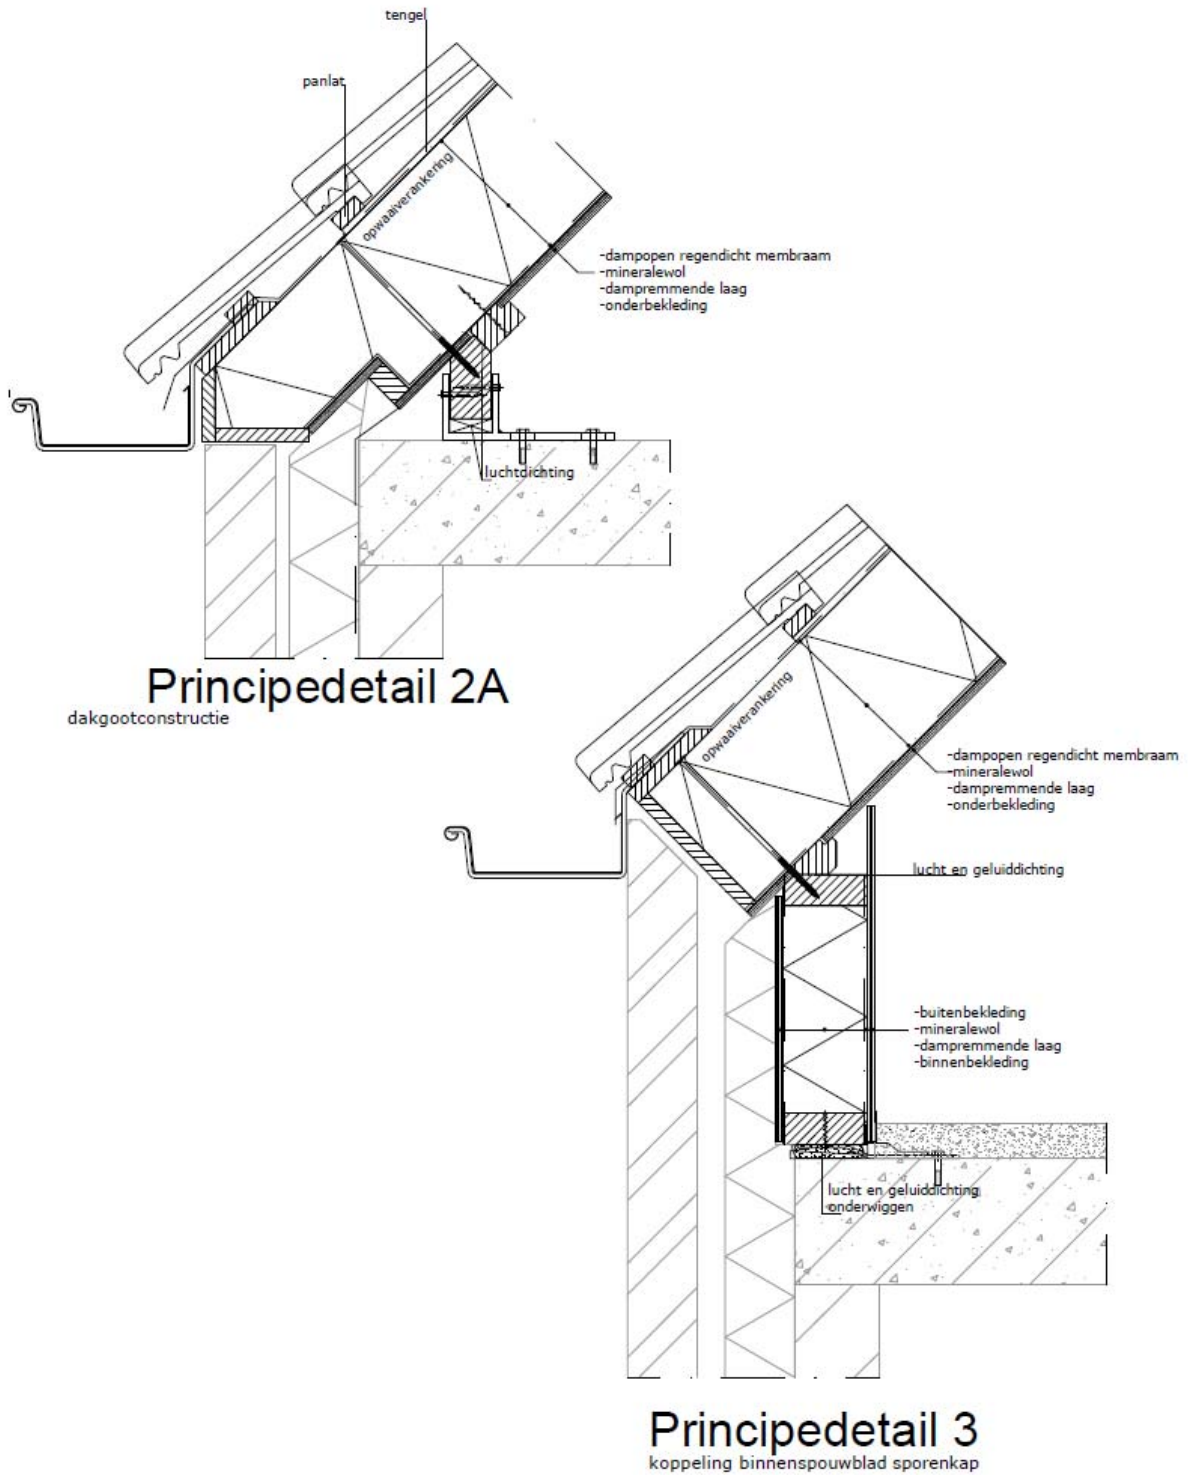 tengel
panlat
opwaaiverankering
-dampopen regendicht membraam
-mineralewol
-dampremmende laag
-onderbekleding
luchtdichting
Principedetail 2A
dakgootconstructie
opwaaiverankering
-dampopen regendicht membraam
-mineralewol
-dampremmende laag
-onderbekleding
lucht en geluiddichting
-buitenbekleding
-mineralewol
-dampremmende laag
-binnenbekleding
lucht en geluiddichting
onderwiggen
Principedetail 3
koppeling binnenspouwblad sporenkap